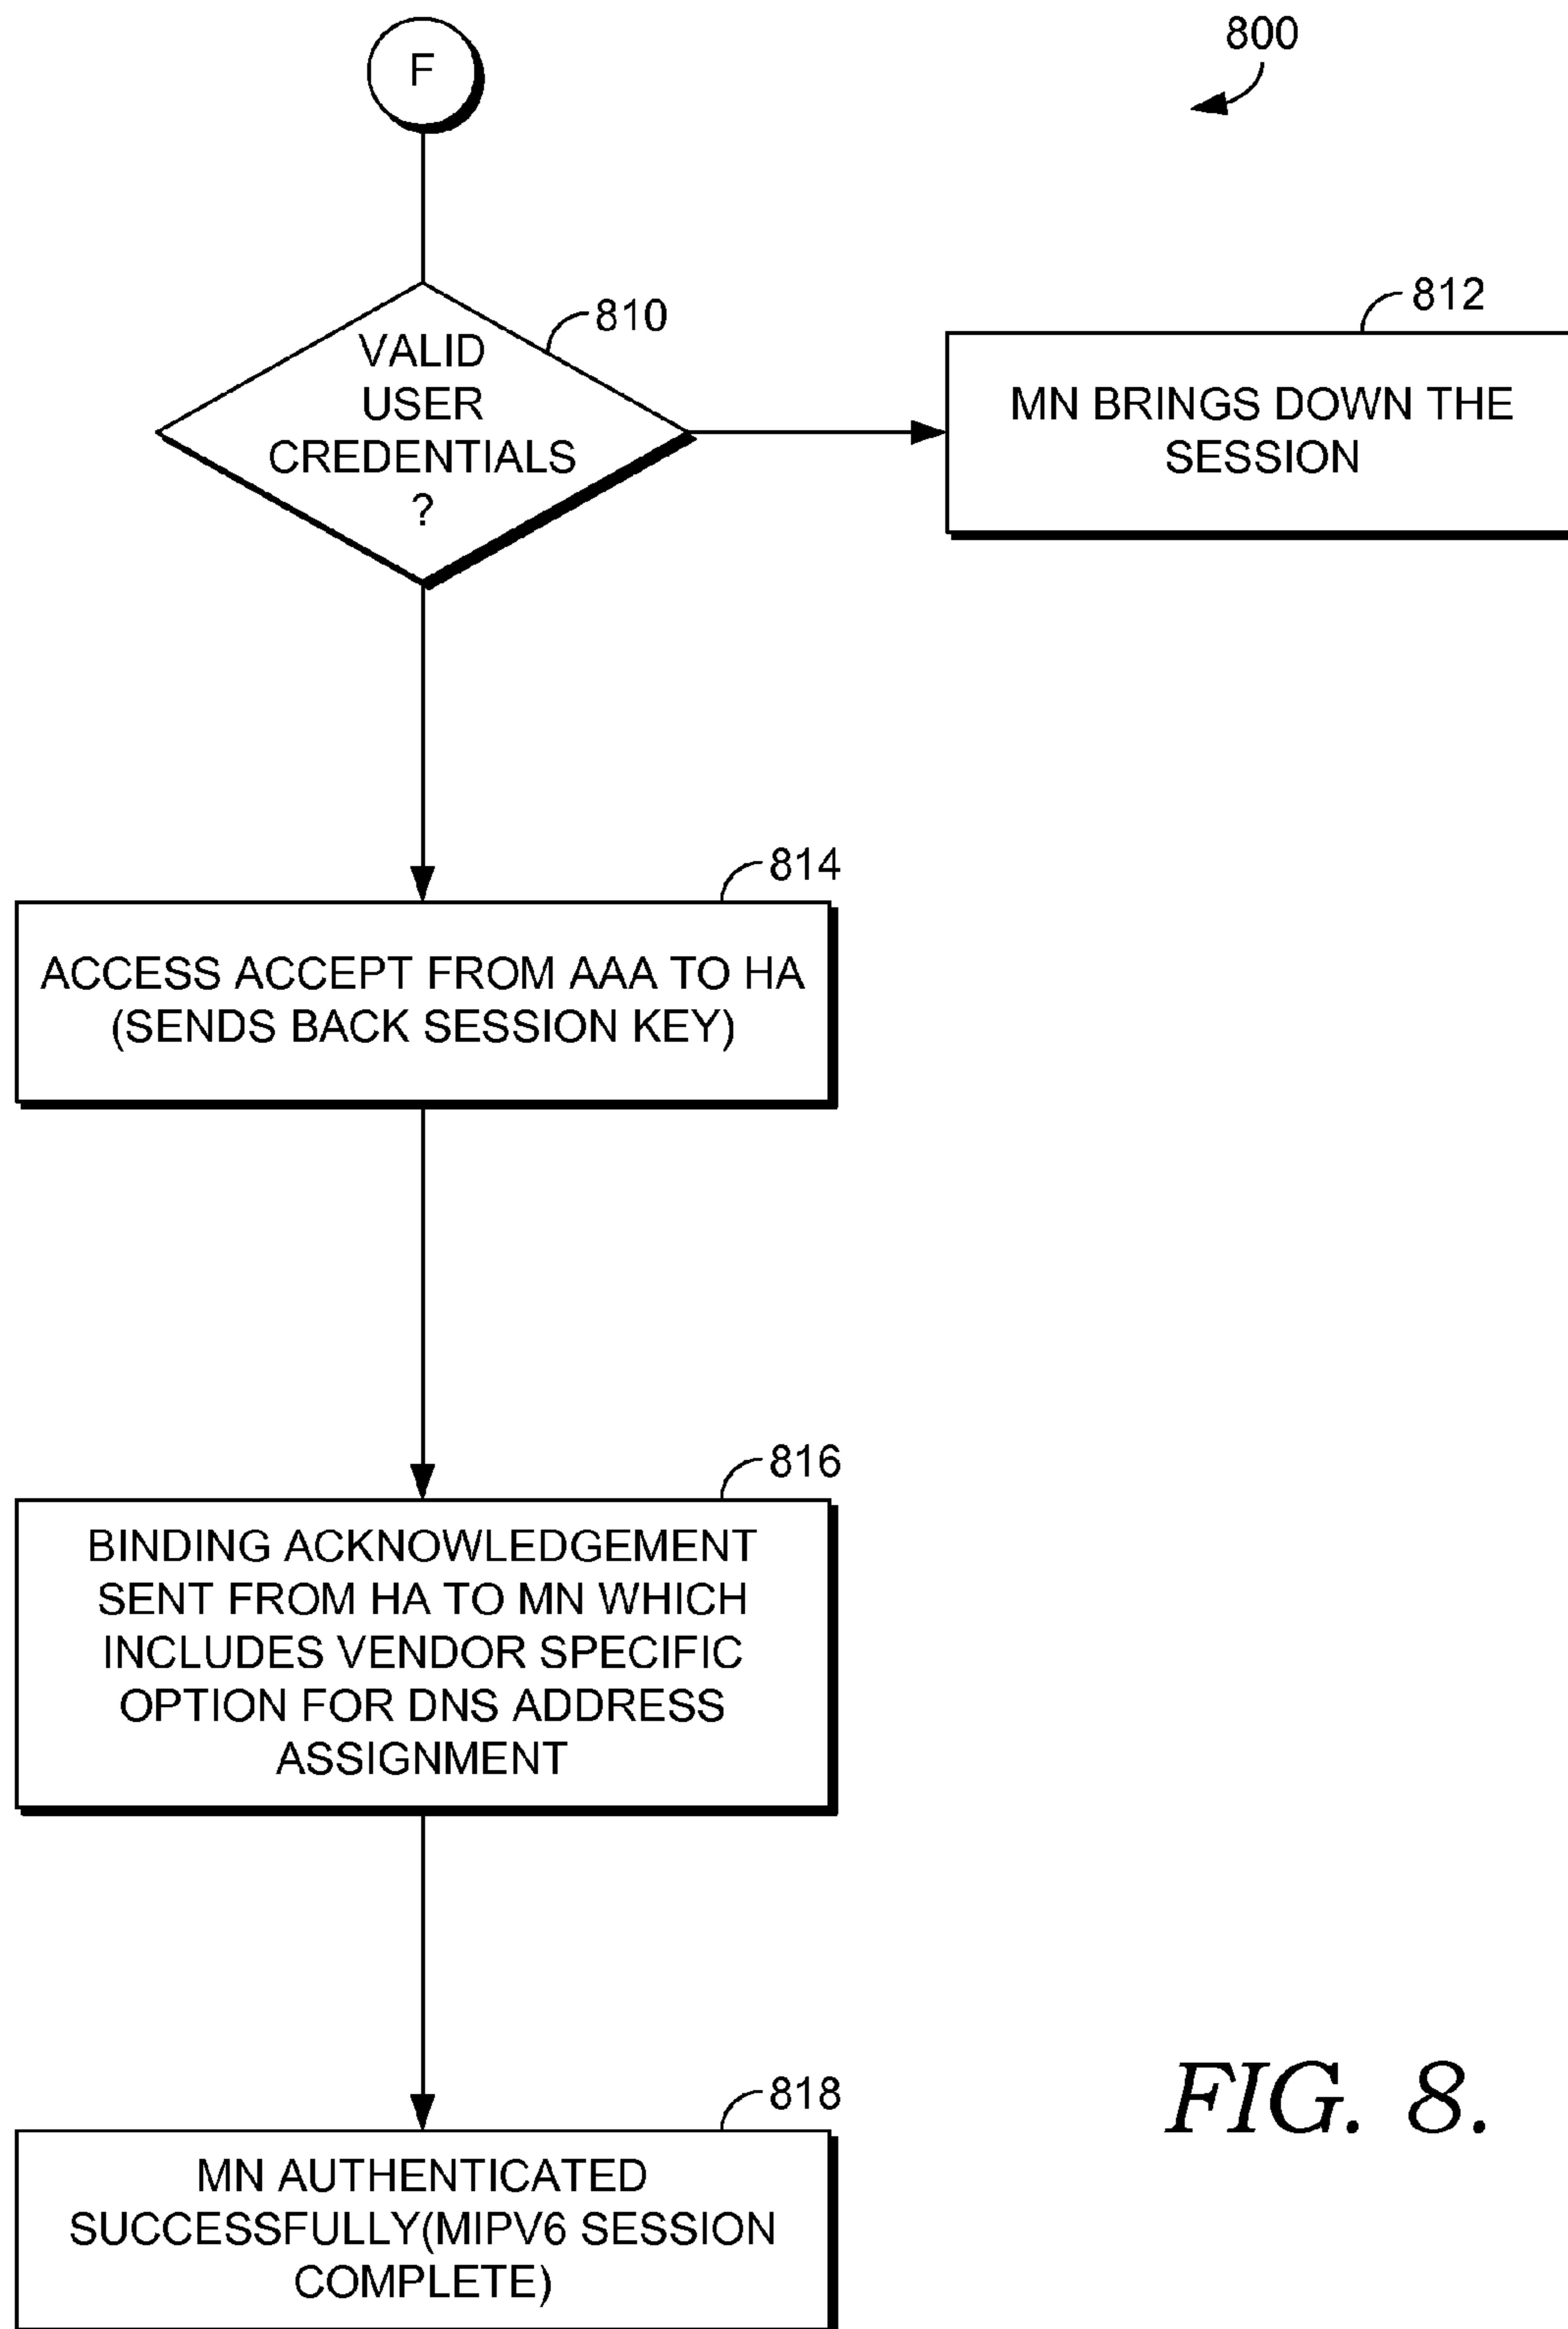 F
800
810
VALID
USER
CREDENTIALS
?
812
MN BRINGS DOWN THE
SESSION
814
ACCESS ACCEPT FROM AAA TO HA
(SENDS BACK SESSION KEY)
816
BINDING ACKNOWLEDGEMENT
SENT FROM HA TO MN WHICH
INCLUDES VENDOR SPECIFIC
OPTION FOR DNS ADDRESS
ASSIGNMENT
818
MN AUTHENTICATED
SUCCESSFULLY(MIPV6 SESSION
COMPLETE)
FIG. 8.